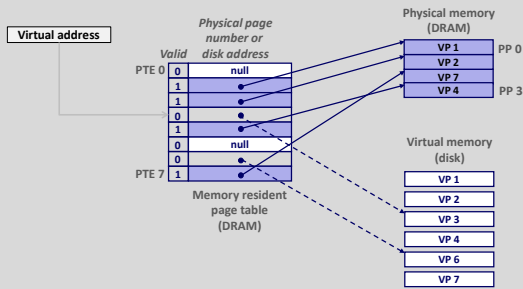 Virtual address
Physical page
number or
disk address
Valid
PTE 0
0
null
1
1
0
1
0
null
0
PTE 7
1
Memory resident
page table
(DRAM)
Physical memory
(DRAM)
VP 1
PP 0
VP 2
VP 7
VP 4
PP 3
Virtual memory
(disk)
VP 1
VP 2
VP 3
VP 4
VP 6
VP 7